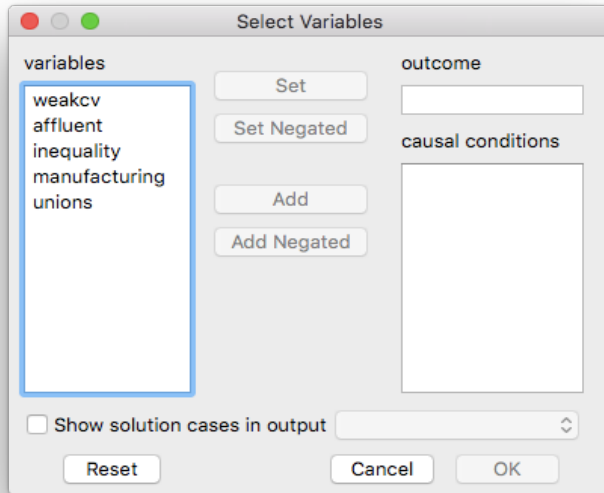 Select Variables
variables
weakcv
affluent
inequality
manufacturing
unions
Set
Set Negated
Add
Add Negated
outcome
causal conditions
Show solution cases in output
Reset
Cancel
OK